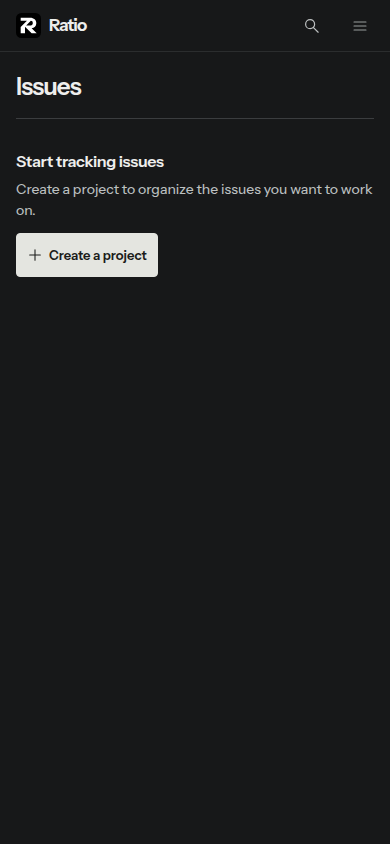 Ratio
Issues
Start tracking issues
Create a project to organize the issues you want to work
on.
Create a project